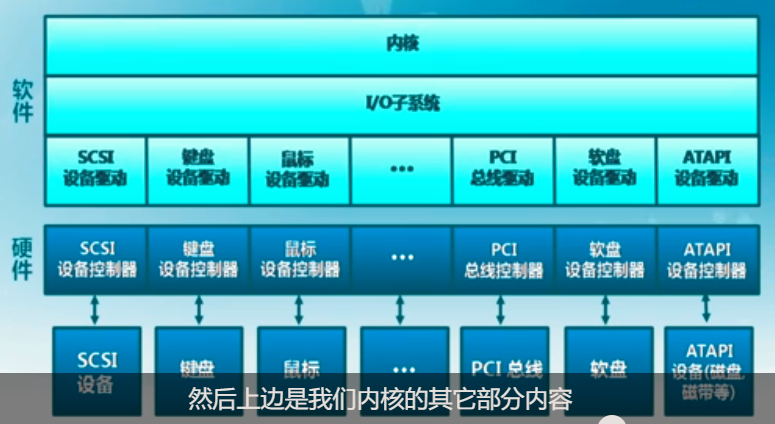 软件
内核
I/O子系统
SCSI
设备驱动
键盘
设备驱动
鼠标
设备驱动
...
PCI
总线驱动
软盘
设备驱动
ATAPI
设备驱动
硬件
SCSI
设备控制器
键盘
设备控制器
鼠标
设备控制器
...
PCI
总线控制器
软盘
设备控制器
ATAPI
设备控制器
SCSI
设备
键盘
鼠标
...
PCI 总线
软盘
ATAPI
设备(磁盘,
磁带等)
然后上边是我们内核的其它部分内容